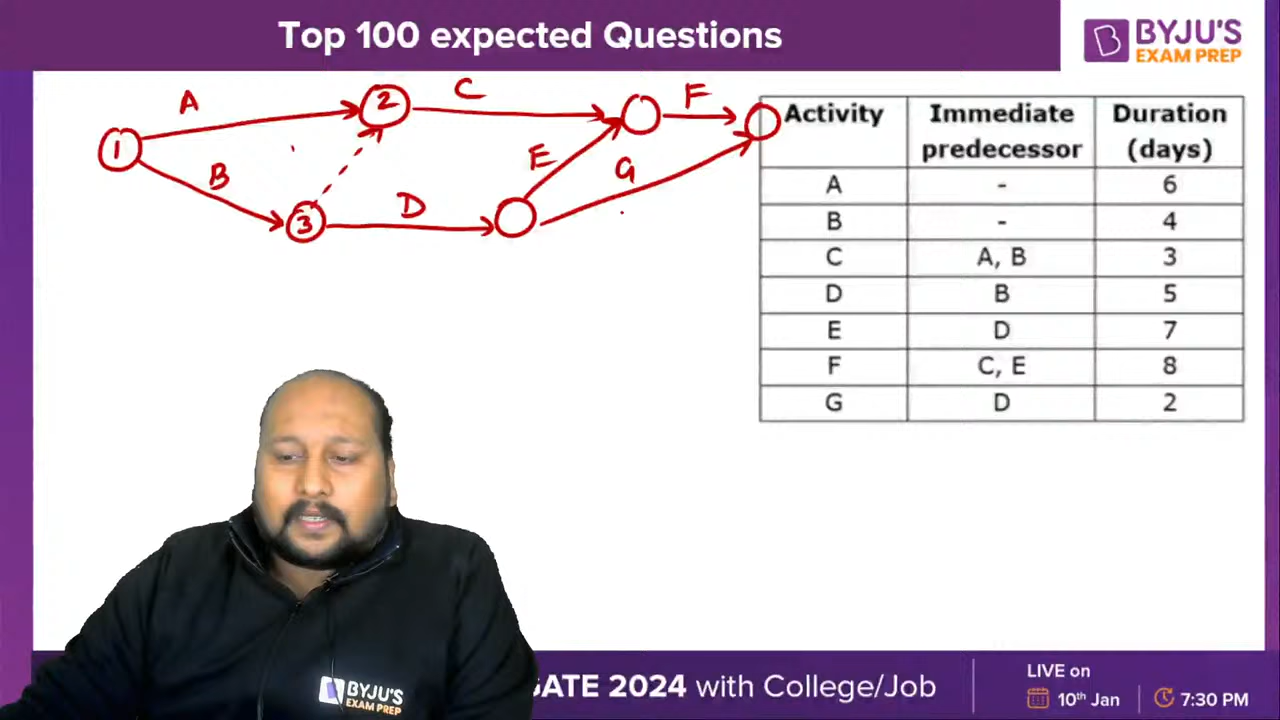 Top 100 expected Questions
BYJU'S
EXAM PREP
A
2
C
F
1
B
E
G
3
D
Activity Immediate predecessor Duration (days)
A - 6
B - 4
C A, B 3
D B 5
E D 7
F C, E 8
G D 2
BYJU'S
EXAM PREP
GATE 2024 with College/Job
LIVE on
10th Jan 7:30 PM